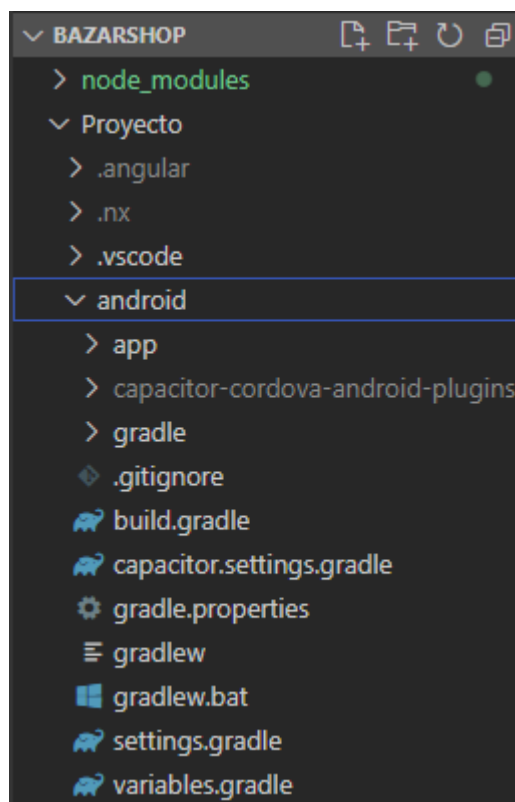 BAZARSHOP
node_modules
Proyecto
.angular
.nx
.vscode
android
app
capacitor-cordova-android-plugins
gradle
.gitignore
build.gradle
capacitor.settings.gradle
gradle.properties
gradlew
gradlew.bat
settings.gradle
variables.gradle